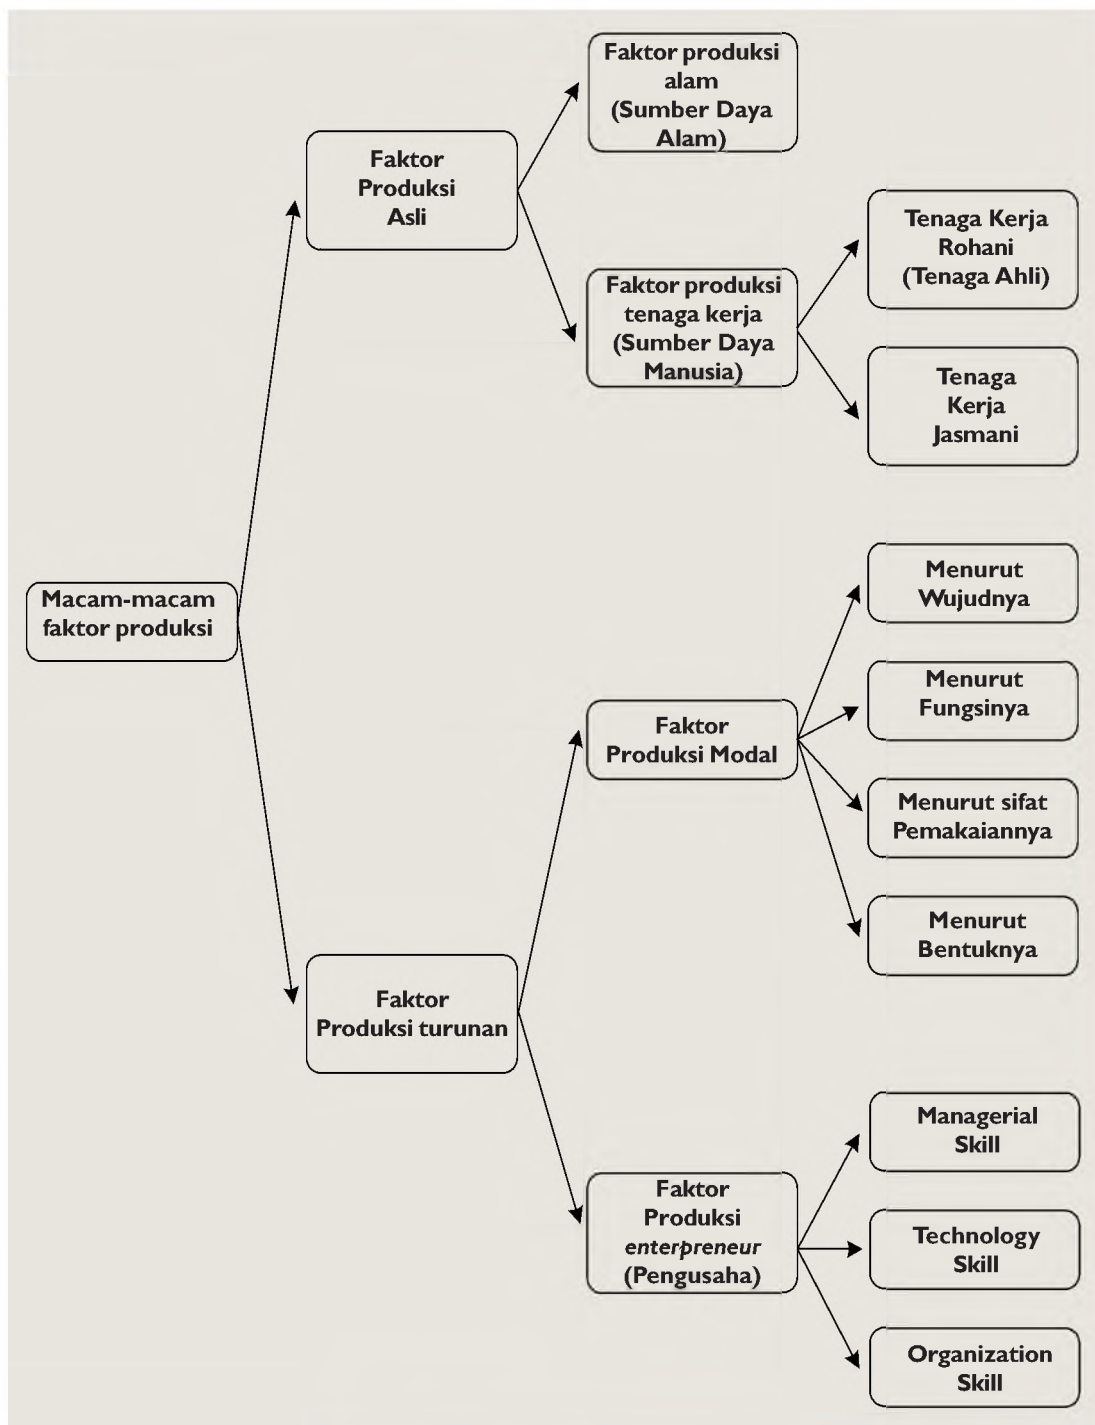 Macam-macam
faktor produksi
Faktor
Produksi
Asli
Faktor produksi
alam
(Sumber Daya
Alam)
Faktor produksi
tenaga kerja
(Sumber Daya
Manusia)
Tenaga Kerja
Rohani
(Tenaga Ahli)
Tenaga
Kerja
Jasmani
Faktor
Produksi turunan
Faktor
Produksi Modal
Menurut
Wujudnya
Menurut
Fungsinya
Menurut sifat
Pemakaiannya
Menurut
Bentuknya
Faktor
Produksi
enterpreneur
(Pengusaha)
Managerial
Skill
Technology
Skill
Organization
Skill